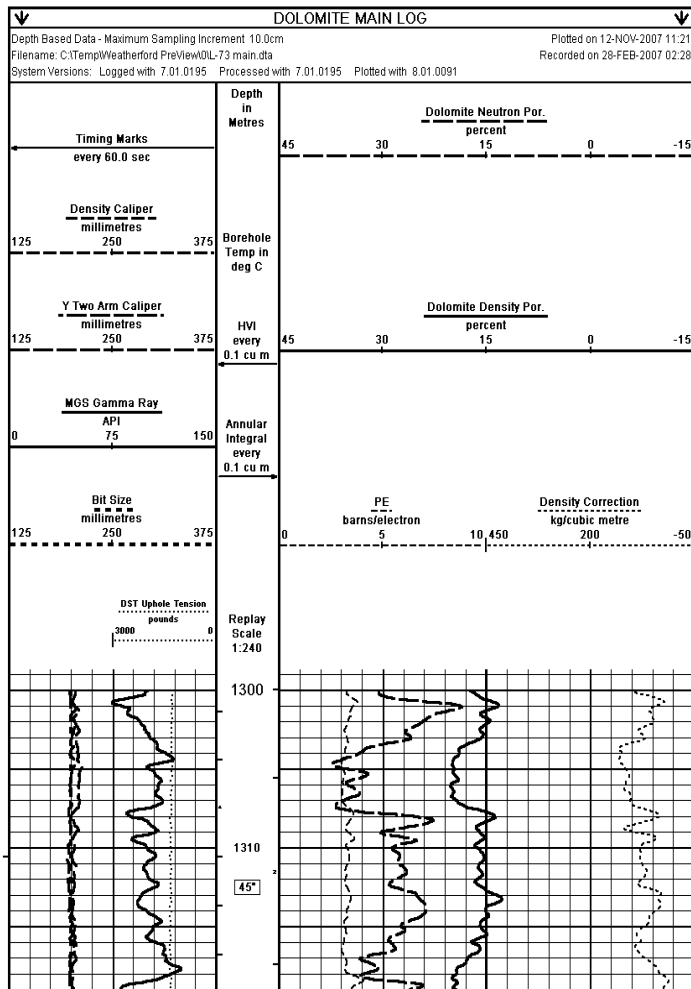 DOLOMITE MAIN LOG
Depth Based Data - Maximum Sampling Increment 10.0cm
Plotted on 12-NOV-2007 11:21
Filename: C:\Temp\Weatherford PreView\0\L-73 main.dta
Recorded on 28-FEB-2007 02:28
System Versions: Logged with 7.01.0195 Processed with 7.01.0195 Plotted with 8.01.0091
Depth
in
Metres
Timing Marks
every 60.0 sec
Dolomite Neutron Por.
percent
45 30 15 0 -15
Density Caliper
millimetres
125 250 375
Borehole
Temp in
deg C
Y Two Arm Caliper
millimetres
125 250 375
HVI
every
0.1 cu m
Dolomite Density Por.
percent
45 30 15 0 -15
MGS Gamma Ray
API
0 75 150
Annular
Integral
every
0.1 cu m
Bit Size
millimetres
125 250 375
PE
barns/electron
0 5 10
Density Correction
kg/cubic metre
450 200 -50
DST Uphole Tension
pounds
3000 0
Replay
Scale
1:240
1300
1310
45°
2